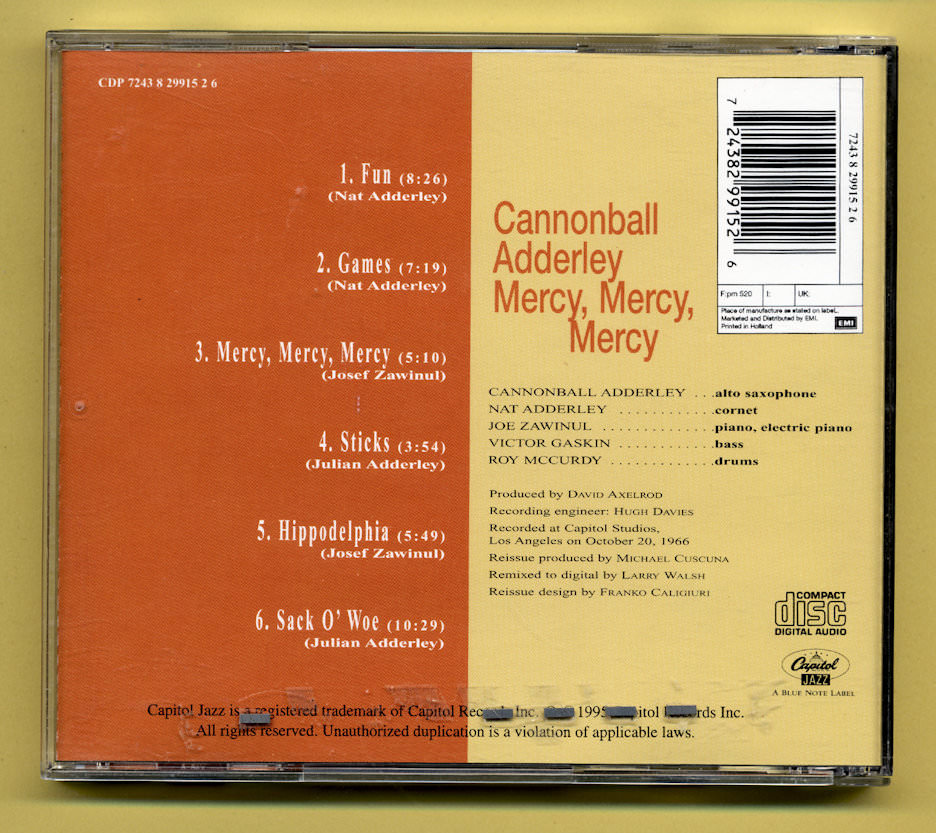 CDP 7243 8 29915 2 6
1. Fun (8:26)
(Nat Adderley)
2. Games (7:19)
(Nat Adderley)
3. Mercy, Mercy, Mercy (5:10)
(Josef Zawinul)
4. Sticks (3:54)
(Julian Adderley)
5. Hippodelphia (5:49)
(Josef Zawinul)
6. Sack O' Woe (10:29)
(Julian Adderley)
7 24382 99152 6
7243 8 29915 2 6
F:pm 520 I: UK:
Place of manufacture as stated on label.
Marketed and Distributed by EMI.
Printed in Holland
EMI
Cannonball
Adderley
Mercy, Mercy,
Mercy
CANNONBALL ADDERLEY ...alto saxophone
NAT ADDERLEY ............cornet
JOE ZAWINUL ..............piano, electric piano
VICTOR GASKIN ............bass
ROY MCCURDY .............drums
Produced by DAVID AXELROD
Recording engineer: HUGH DAVIES
Recorded at Capitol Studios,
Los Angeles on October 20, 1966
Reissue produced by MICHAEL CUSCUNA
Remixed to digital by LARRY WALSH
Reissue design by FRANKO CALIGIURI
COMPACT
disc
DIGITAL AUDIO
Capitol
JAZZ
A BLUE NOTE LABEL
Capitol Jazz is a registered trademark of Capitol Records Inc. 1995 Capitol Records Inc.
All rights reserved. Unauthorized duplication is a violation of applicable laws.